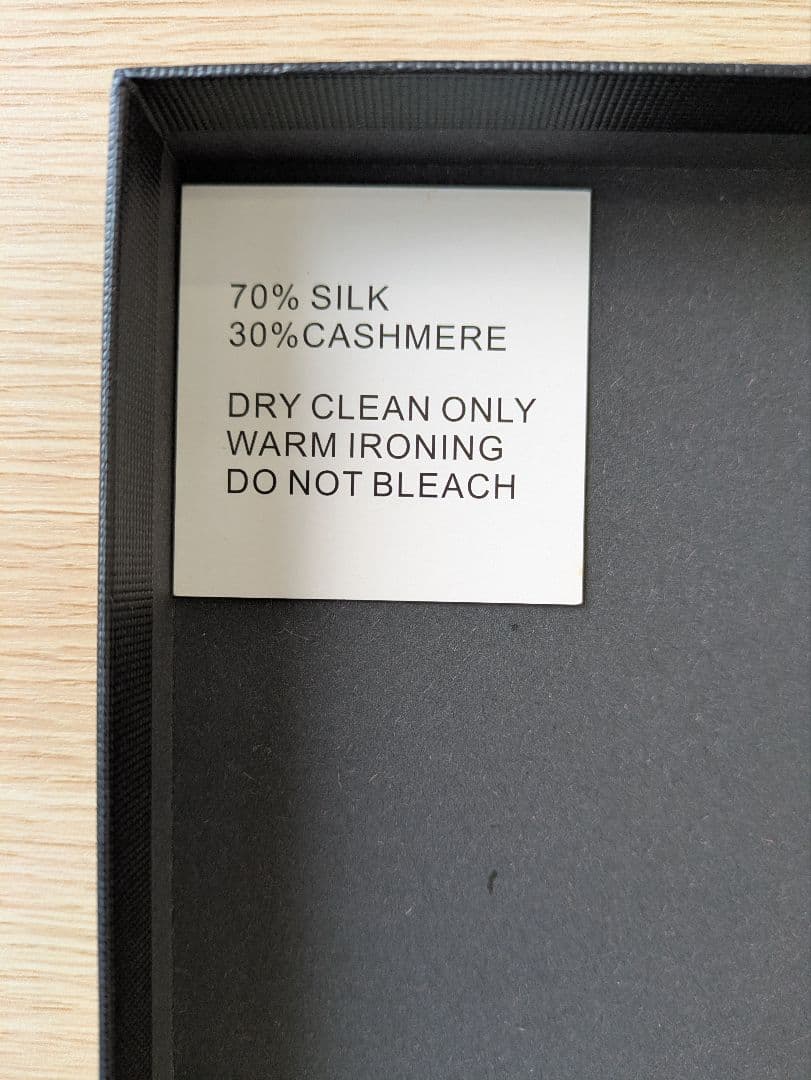 70% SILK
30%CASHMERE
DRY CLEAN ONLY
WARM IRONING
DO NOT BLEACH